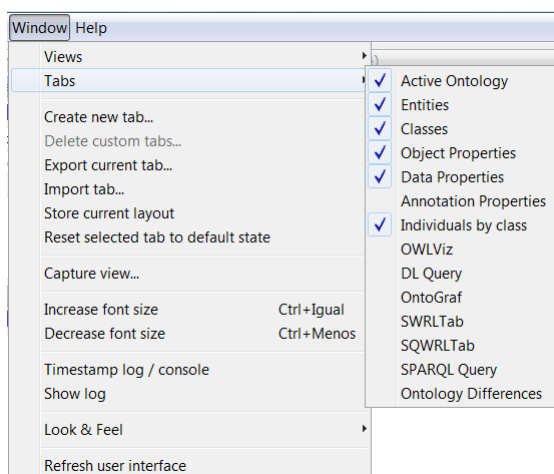 Window Help
Views
Tabs
Create new tab...
Delete custom tabs...
Export current tab...
Import tab...
Store current layout
Reset selected tab to default state
Capture view...
Increase font size Ctrl+Igual
Decrease font size Ctrl+Menos
Timestamp log / console
Show log
Look & Feel
Refresh user interface
Active Ontology
Entities
Classes
Object Properties
Data Properties
Annotation Properties
Individuals by class
OWLViz
DL Query
OntoGraf
SWRLTab
SQWRLTab
SPARQL Query
Ontology Differences